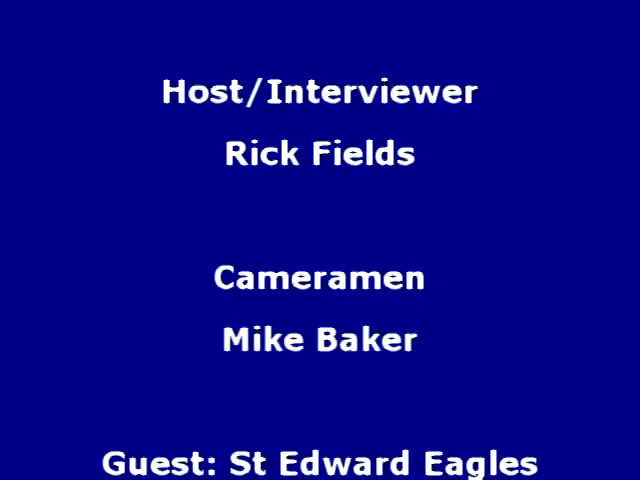 Host/Interviewer
Rick Fields
Cameramen
Mike Baker
Guest: St Edward Eagles